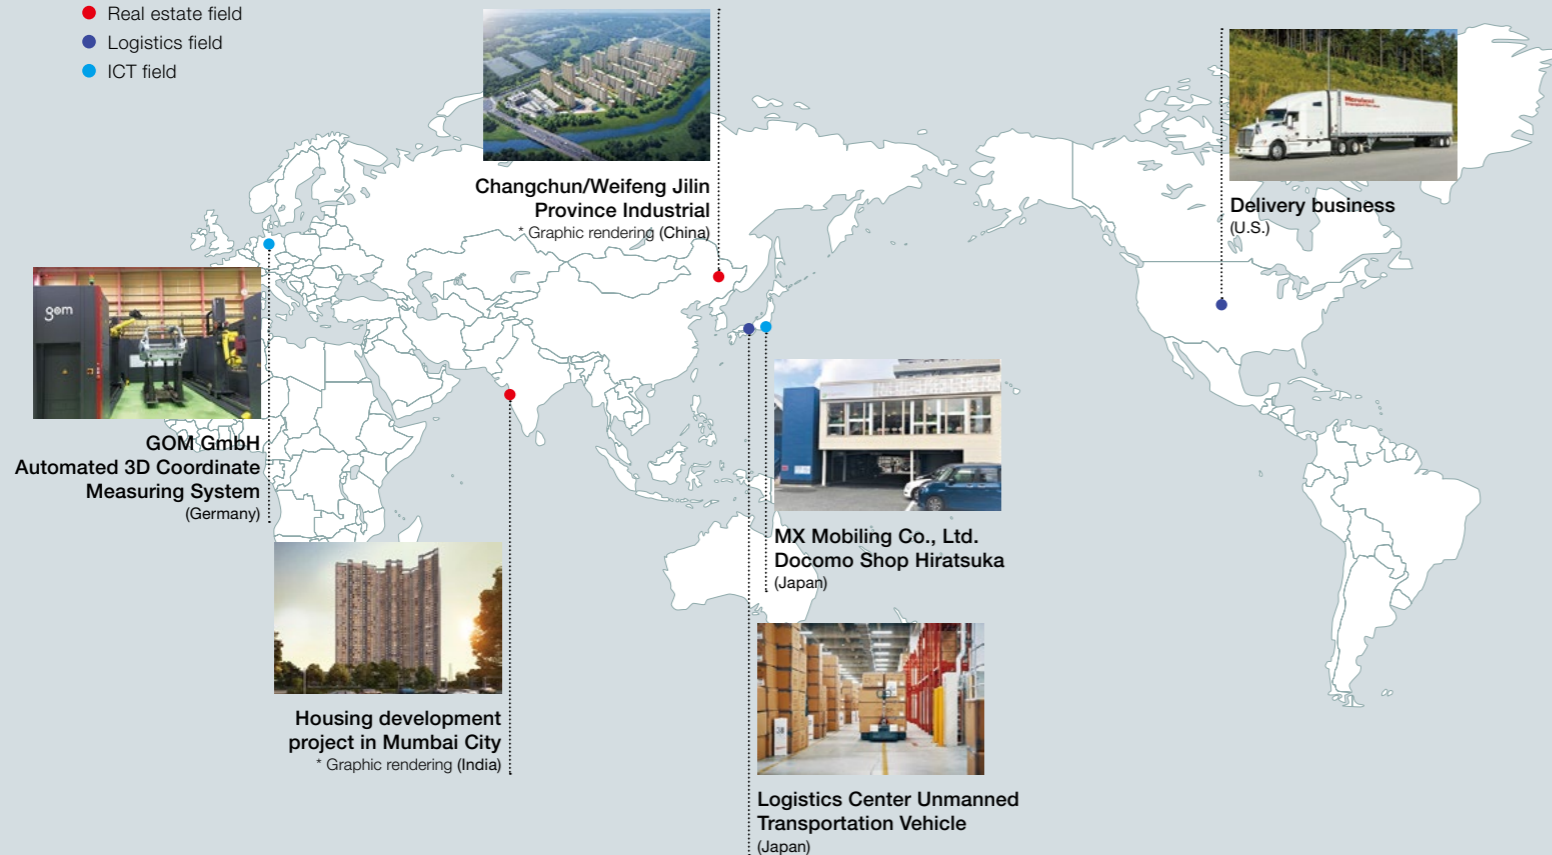 Real estate field
Logistics field
ICT field
Changchun/Weifeng Jilin
Province Industrial
* Graphic rendering (China)
Delivery business
(U.S.)
gom
GOM GmbH
Automated 3D Coordinate
Measuring System
(Germany)
MX Mobiling Co., Ltd.
Docomo Shop Hiratsuka
(Japan)
Housing development
project in Mumbai City
* Graphic rendering (India)
Logistics Center Unmanned
Transportation Vehicle
(Japan)